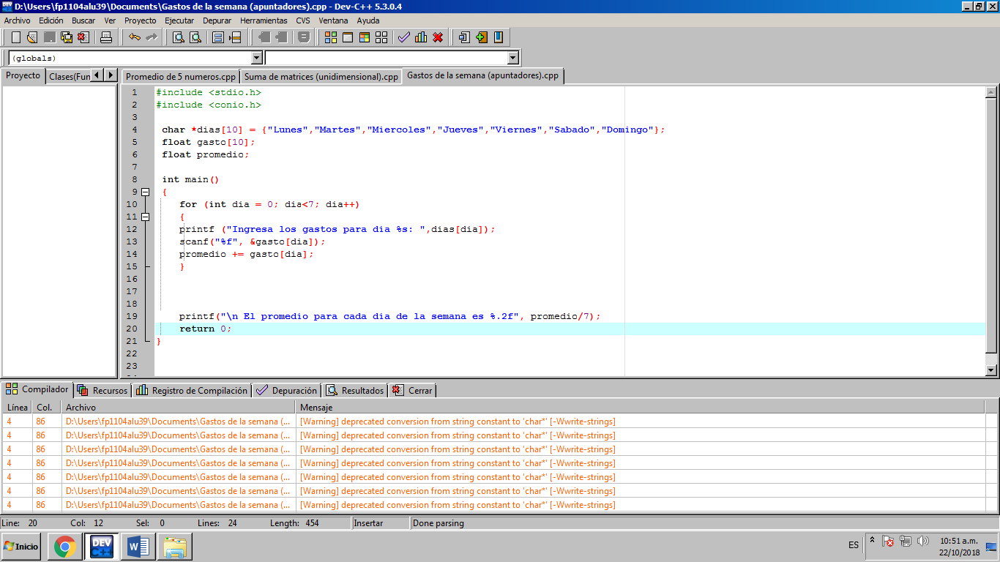 D:\Users\fp1104alu39\Documents\Gastos de la semana (apuntadores).cpp - Dev-C++ 5.3.0.4
Archivo Edición Buscar Ver Proyecto Ejecutar Depurar Herramientas CVS Ventana Ayuda
(globals)
Proyecto Clases(Fun Promedio de 5 numeros.cpp Suma de matrices (unidimensional).cpp Gastos de la semana (apuntadores).cpp
1 #include <stdio.h>
2 #include <conio.h>
3
4 char *dias[10] = {"Lunes","Martes","Miercoles","Jueves","Viernes","Sabado","Domingo"};
5 float gasto[10];
6 float promedio;
7
8 int main()
9 {
10 for (int dia = 0; dia<7; dia++)
11 {
12 printf ("Ingresa los gastos para dia %s: ",dias[dia]);
13 scanf("%f", &gasto[dia]);
14 promedio += gasto[dia];
15 }
16
17
18
19 printf("\n El promedio para cada dia de la semana es %.2f", promedio/7);
20 return 0;
21 }
22
23
Compilador Recursos Registro de Compilación Depuración Resultados Cerrar
Línea Col. Archivo Mensaje
4 86 D:\Users\fp1104alu39\Documents\Gastos de la semana (... [Warning] deprecated conversion from string constant to 'char*' [-Wwrite-strings]
4 86 D:\Users\fp1104alu39\Documents\Gastos de la semana (... [Warning] deprecated conversion from string constant to 'char*' [-Wwrite-strings]
4 86 D:\Users\fp1104alu39\Documents\Gastos de la semana (... [Warning] deprecated conversion from string constant to 'char*' [-Wwrite-strings]
4 86 D:\Users\fp1104alu39\Documents\Gastos de la semana (... [Warning] deprecated conversion from string constant to 'char*' [-Wwrite-strings]
4 86 D:\Users\fp1104alu39\Documents\Gastos de la semana (... [Warning] deprecated conversion from string constant to 'char*' [-Wwrite-strings]
4 86 D:\Users\fp1104alu39\Documents\Gastos de la semana (... [Warning] deprecated conversion from string constant to 'char*' [-Wwrite-strings]
4 86 D:\Users\fp1104alu39\Documents\Gastos de la semana (... [Warning] deprecated conversion from string constant to 'char*' [-Wwrite-strings]
Line: 20 Col: 12 Sel: 0 Lines: 24 Length: 454 Insertar Done parsing
Inicio DEV C++ W ES 10:51 a.m.
22/10/2018